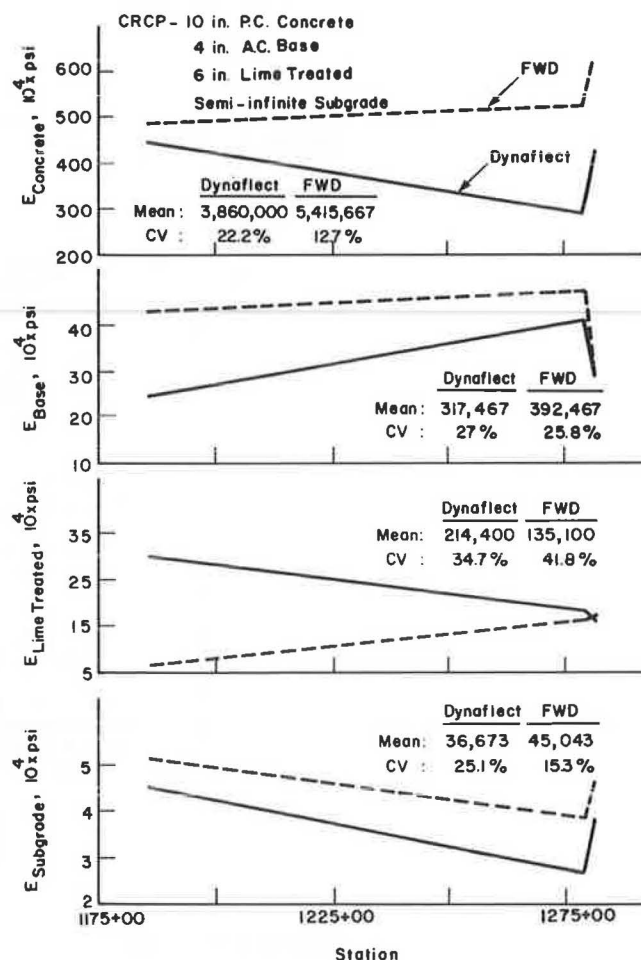 CRCP- 10 in. P.C. Concrete
4 in. A.C. Base
6 in. Lime Treated
Semi-infinite Subgrade
E Concrete, 10^4 x psi
600
500
400
300
200
FWD
Dynaflect
Dynaflect FWD
Mean: 3,860,000 5,415,667
CV : 22.2% 12.7 %
E Base, 10^4 x psi
40
30
20
10
Dynaflect FWD
Mean: 317,467 392,467
CV : 27 % 25.8%
E Lime Treated, 10^4 x psi
35
25
15
5
Dynaflect FWD
Mean: 214,400 135,100
CV : 34.7% 41.8%
E Subgrade, 10^4 x psi
5
4
3
2
Dynaflect FWD
Mean: 36,673 45,043
CV : 25.1% 15.3 %
1175+00 1225+00 1275+00
Station